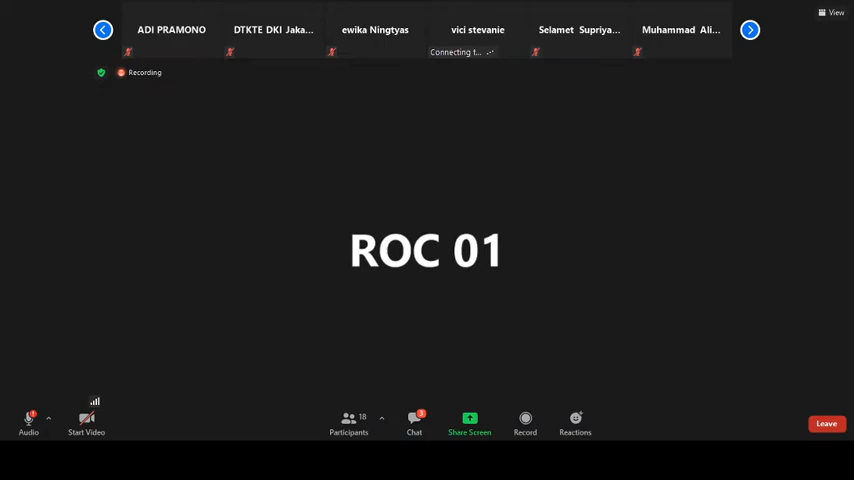 ADI PRAMONO
DTKTE DKI Jaka...
ewika Ningtyas
vici stevanie
Selamet Supriya...
Muhammad Ali...
View
Connecting t...
Recording
ROC 01
18
3
Audio
Start Video
Participants
Chat
Share Screen
Record
Reactions
Leave